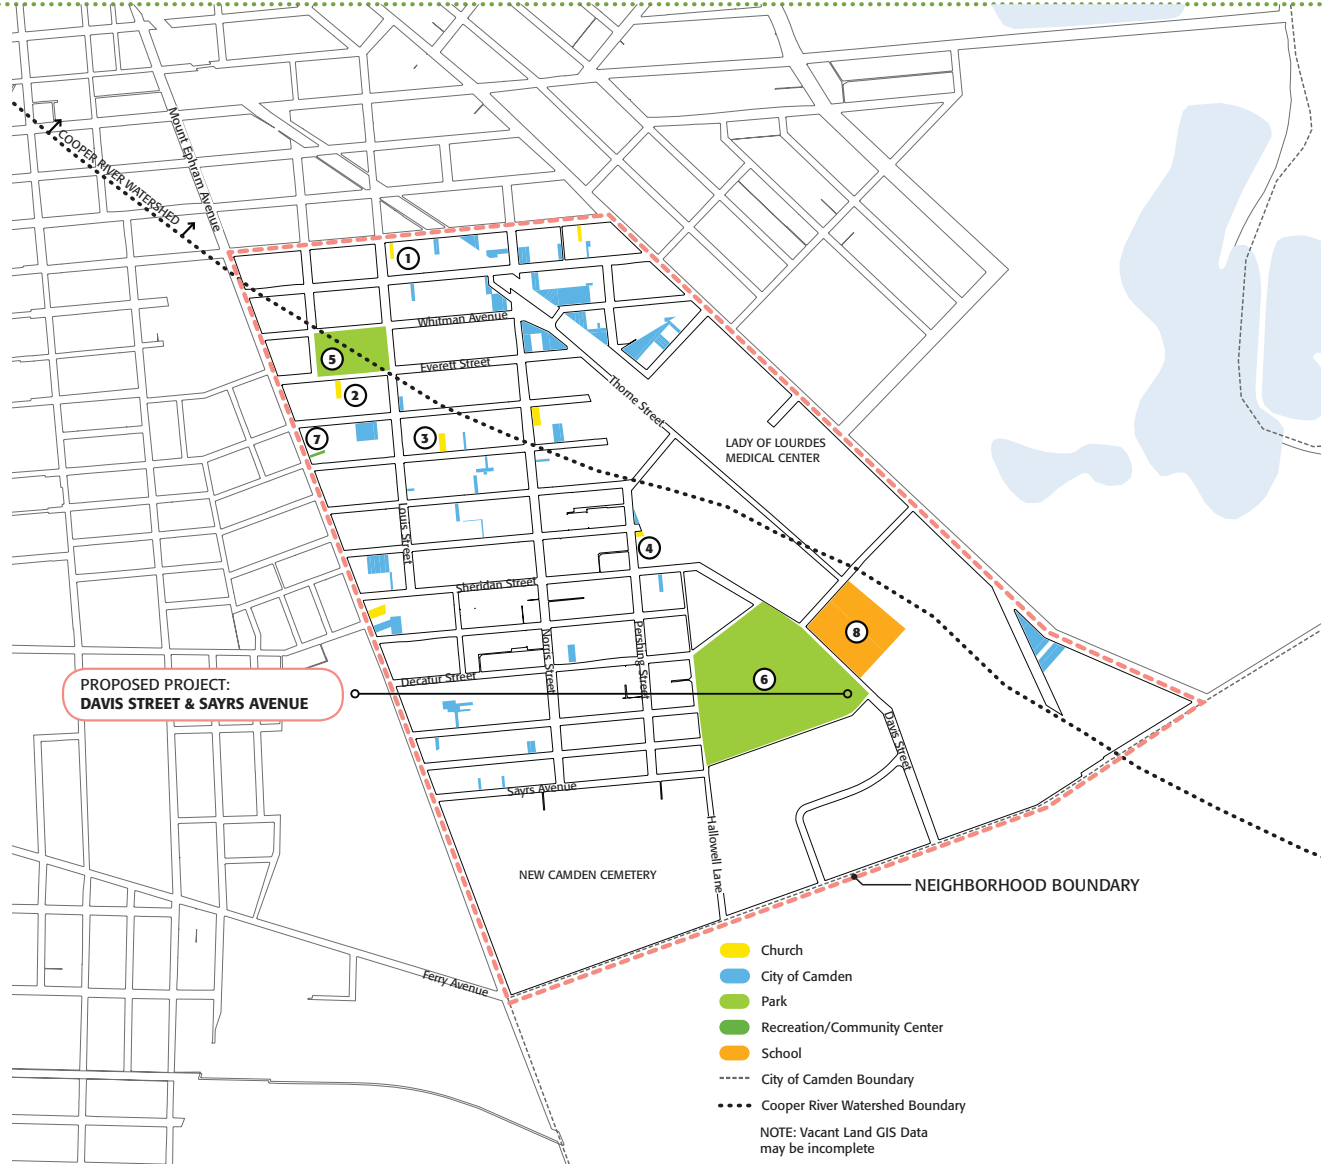 Mount Ephram Avenue
COOPER RIVER WATERSHED
1
Whitman Avenue
5
Everett Street
2
Thorne Street
7
3
LADY OF LOURDES
MEDICAL CENTER
Louis Street
4
Sheridan Street
8
Norris Street
Pershing Street
Decatur Street
6
PROPOSED PROJECT:
DAVIS STREET & SAYRS AVENUE
Davis Street
Sayrs Avenue
Hallowell Lane
NEW CAMDEN CEMETERY
NEIGHBORHOOD BOUNDARY
Ferry Avenue
Church
City of Camden
Park
Recreation/Community Center
School
City of Camden Boundary
Cooper River Watershed Boundary
NOTE: Vacant Land GIS Data
may be incomplete